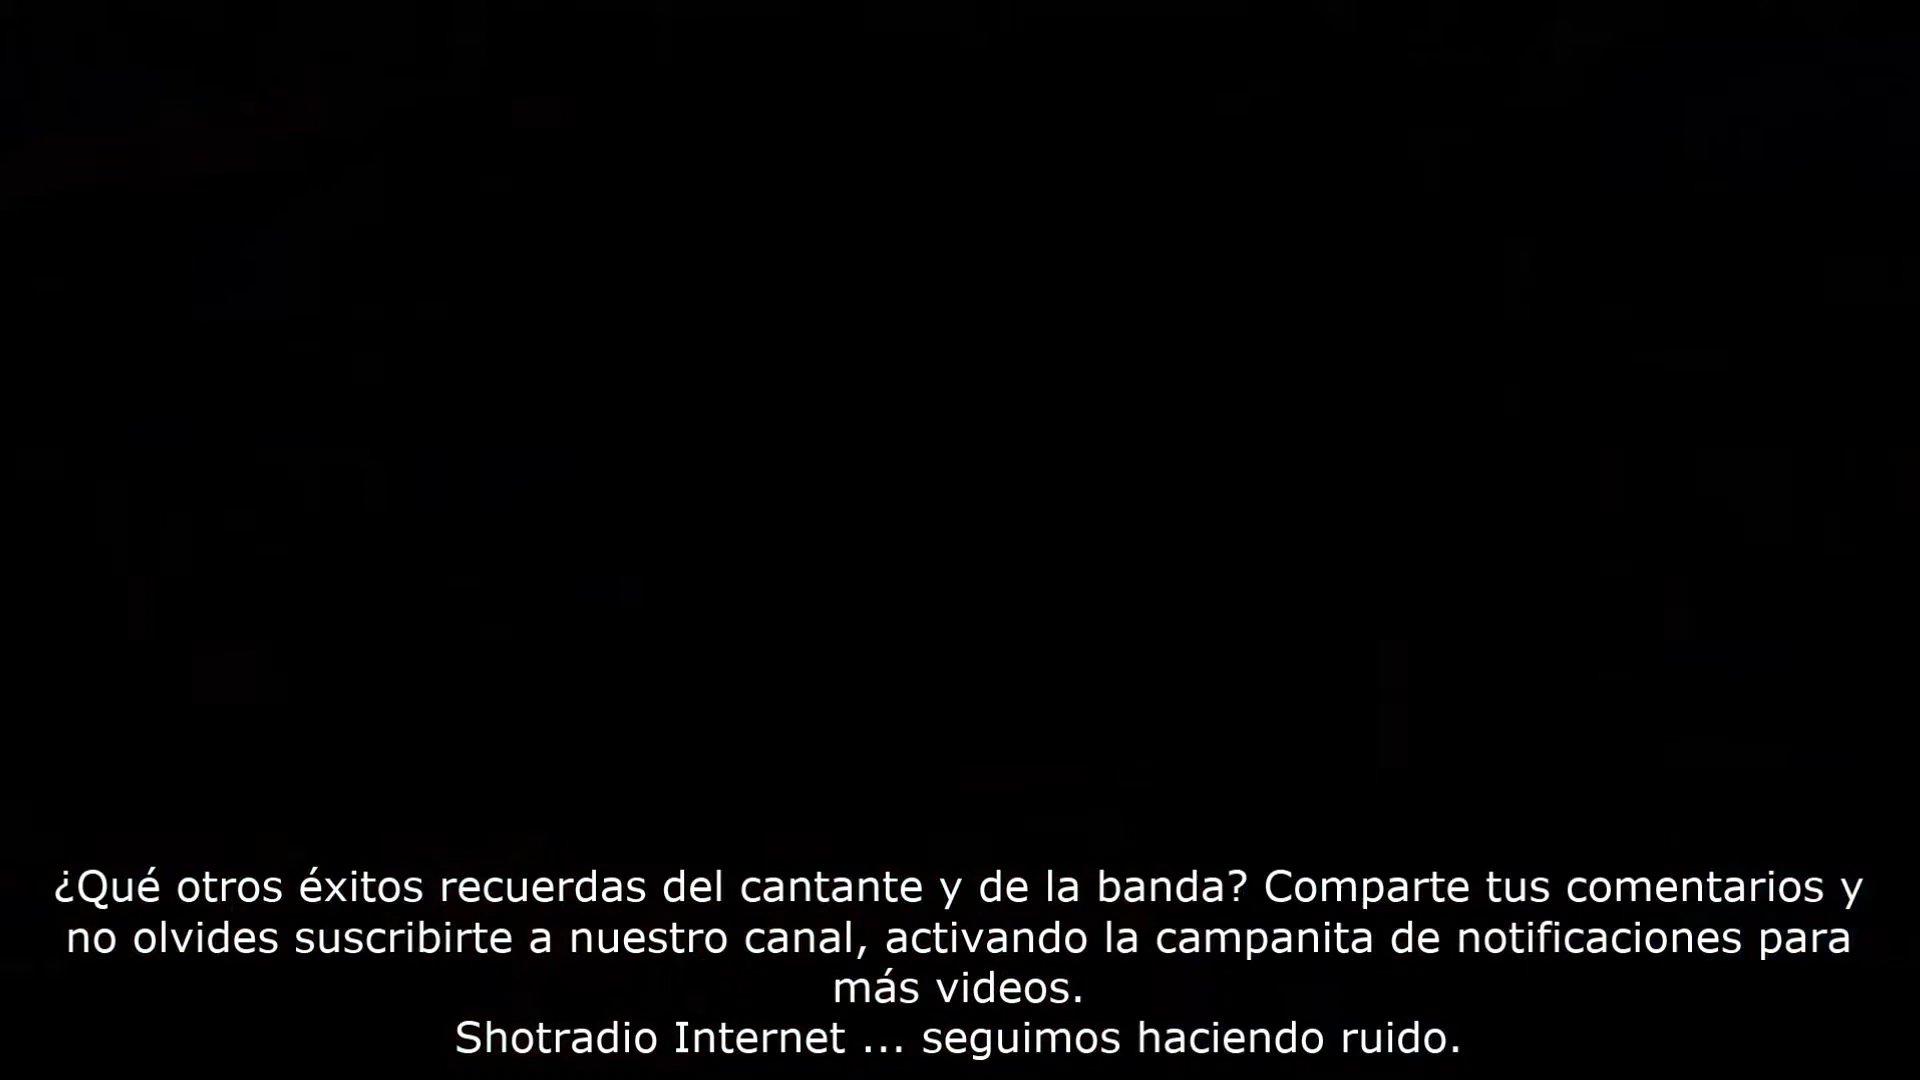 ¿Qué otros éxitos recuerdas del cantante y de la banda? Comparte tus comentarios y
no olvides suscribirte a nuestro canal, activando la campanita de notificaciones para
más videos.
Shotradio Internet ... seguimos haciendo ruido.